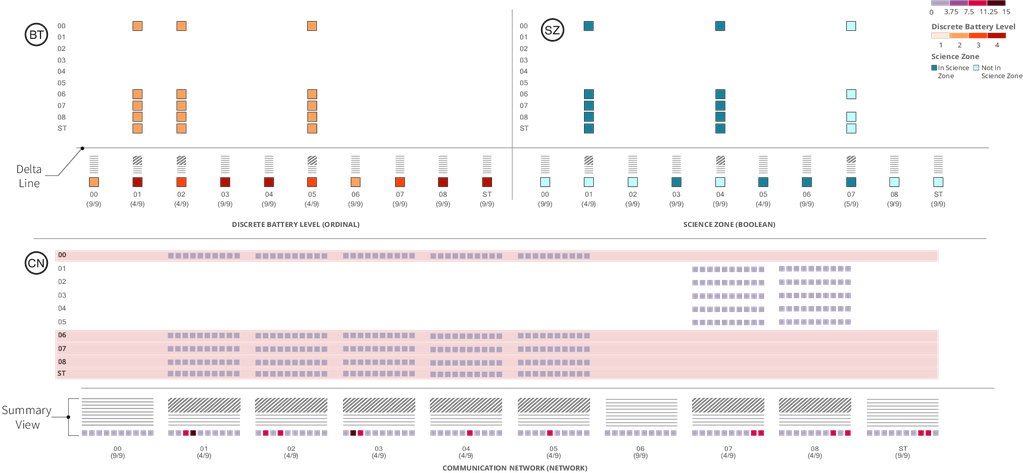 0 3.75 7.5 11.25 15
Discrete Battery Level
1 2 3 4
Science Zone
In Science Zone
Not In Science Zone
BT
00
01
02
03
04
05
06
07
08
ST
SZ
00
01
02
03
04
05
06
07
08
ST
Delta
Line
00 01 02 03 04 05 06 07 08 ST
(9/9) (4/9) (4/9) (9/9) (9/9) (4/9) (9/9) (9/9) (9/9) (9/9)
DISCRETE BATTERY LEVEL (ORDINAL)
00 01 02 03 04 05 06 07 08 ST
(9/9) (4/9) (9/9) (9/9) (4/9) (9/9) (9/9) (5/9) (9/9) (9/9)
SCIENCE ZONE (BOOLEAN)
CN
00
01
02
03
04
05
06
07
08
ST
Summary
View
00 01 02 03 04 05 06 07 08 ST
(9/9) (4/9) (4/9) (4/9) (4/9) (4/9) (9/9) (4/9) (4/9) (9/9)
COMMUNICATION NETWORK (NETWORK)